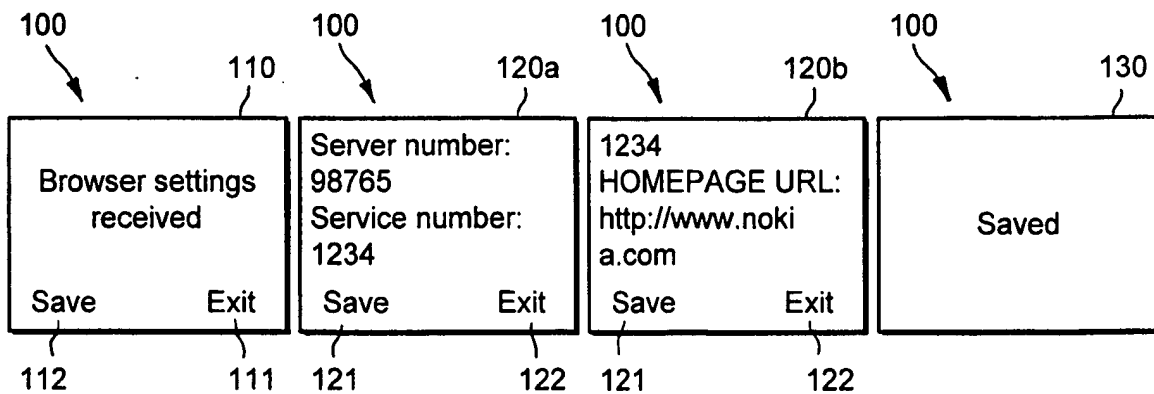 100
110
100
120a
100
120b
100
130
Browser settings
received
Save Exit
112
111
Server number:
98765
Service number:
1234
Save Exit
121
122
1234
HOMEPAGE URL:
http://www.noki
a.com
Save Exit
121
122
Saved